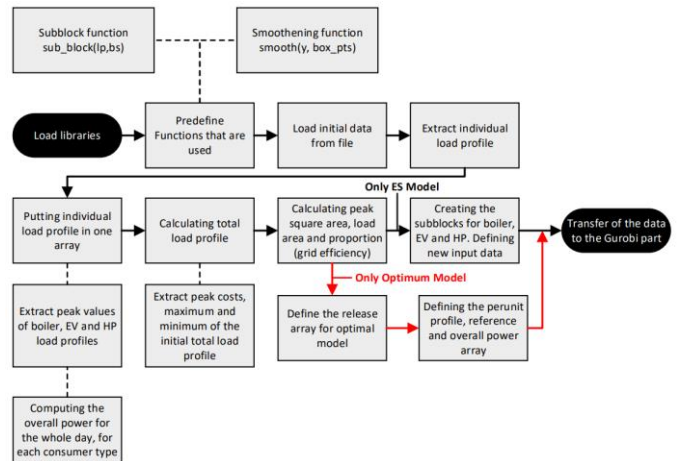 Subblock function
sub_block(lp,bs)
Smoothening function
smooth(y, box_pts)
Load libraries
Predefine
Functions that are
used
Load initial data
from file
Extract individual
load profile
Only ES Model
Putting individual
load profile in one
array
Calculating total
load profile
Calculating peak
square area, load
area and proportion
(grid efficiency)
Creating the
subblocks for boiler,
EV and HP. Defining
new input data
Transfer of the data
to the Gurobi part
Only Optimum Model
Extract peak values
of boiler, EV and HP
load profiles
Extract peak costs,
maximum and
minimum of the
initial total load
profile
Define the release
array for optimal
model
Defining the perunit
profile, reference
and overall power
array
Computing the
overall power for
the whole day, for
each consumer type